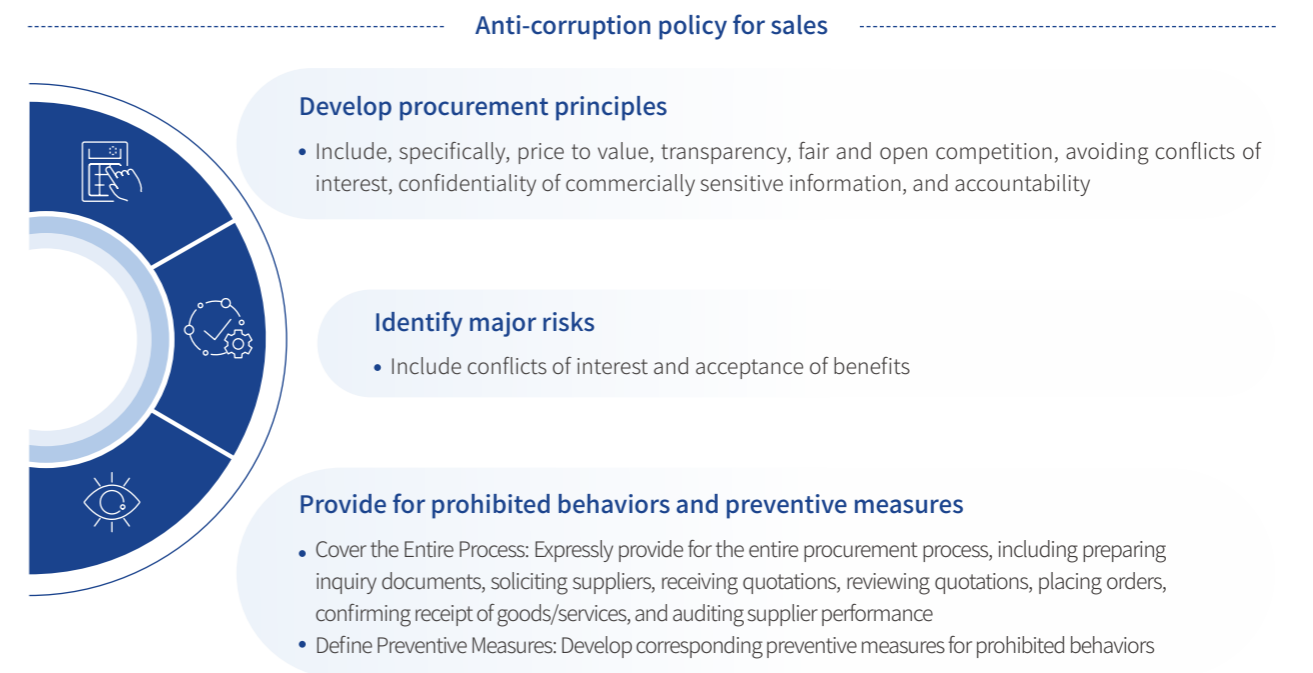 Anti-corruption policy for sales
Develop procurement principles
• Include, specifically, price to value, transparency, fair and open competition, avoiding conflicts of
interest, confidentiality of commercially sensitive information, and accountability
Identify major risks
• Include conflicts of interest and acceptance of benefits
Provide for prohibited behaviors and preventive measures
• Cover the Entire Process: Expressly provide for the entire procurement process, including preparing
inquiry documents, soliciting suppliers, receiving quotations, reviewing quotations, placing orders,
confirming receipt of goods/services, and auditing supplier performance
• Define Preventive Measures: Develop corresponding preventive measures for prohibited behaviors